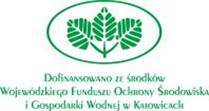 Dofinansowano ze środków
Wojewódzkiego Funduszu Ochrony Środowiska
i Gospodarki Wodnej w Katowicach